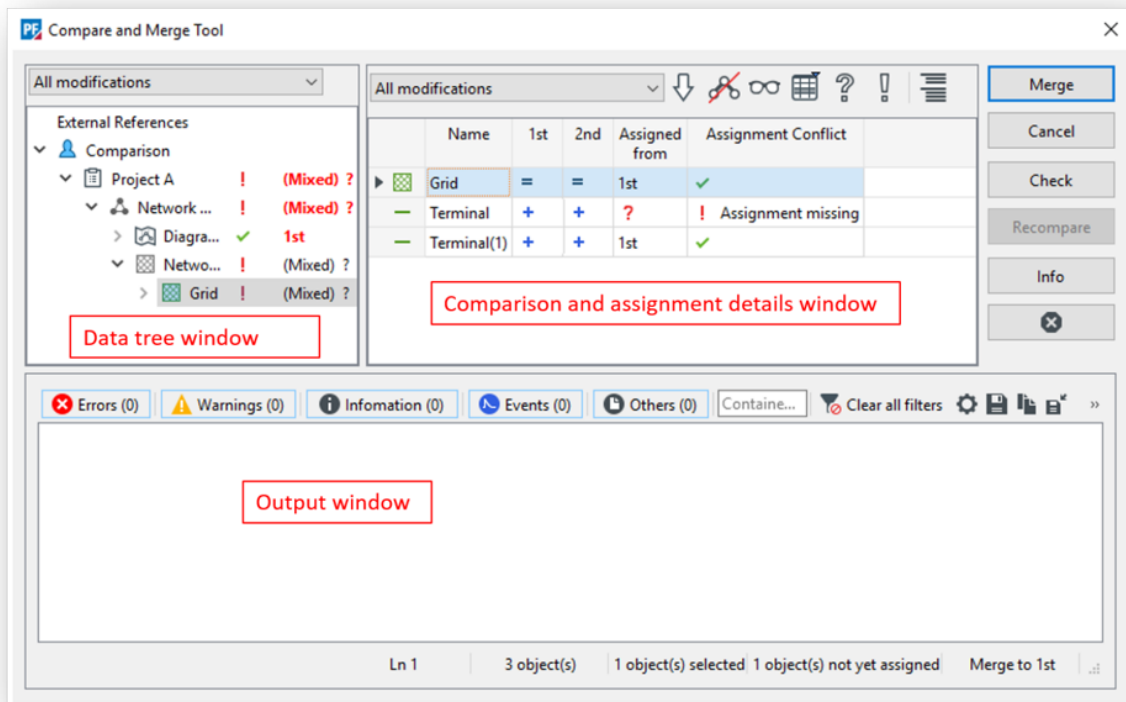 Compare and Merge Tool
All modifications
External References
Comparison
Project A ! (Mixed) ?
Network ... ! (Mixed) ?
Diagra... 1st
Netwo... ! (Mixed) ?
Grid ! (Mixed) ?
Data tree window
All modifications
Name 1st 2nd Assigned from Assignment Conflict
Grid = = 1st
Terminal + + ? ! Assignment missing
Terminal(1) + + 1st
Comparison and assignment details window
Merge
Cancel
Check
Recompare
Info
Errors (0) Warnings (0) Infomation (0) Events (0) Others (0) Containe... Clear all filters »
Output window
Ln 1 3 object(s) 1 object(s) selected 1 object(s) not yet assigned Merge to 1st